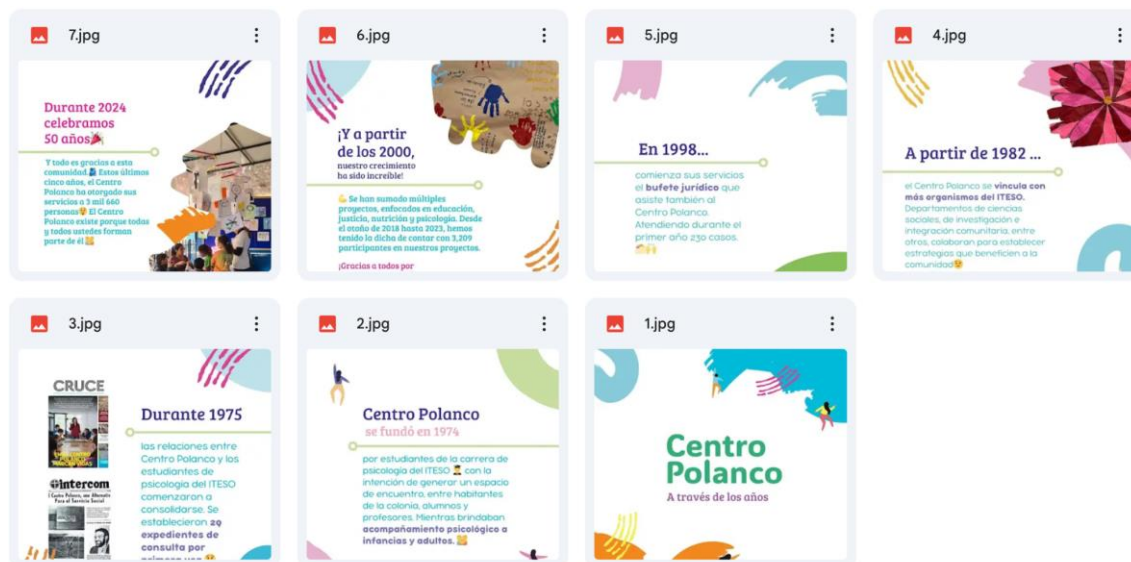 7.jpg
Durante 2024
celebramos
50 años
Y todo es gracias a esta
comunidad. Estos últimos
cinco años, el Centro
Polanco ha otorgado sus
servicios a 3 mil 660
personas El Centro
Polanco existe porque todas
y todos ustedes forman
parte de él
6.jpg
¡Y a partir
de los 2000,
nuestro crecimiento
ha sido increíble!
Se han sumado múltiples
proyectos, enfocados en educación,
justicia, nutrición y psicología. Desde
el otoño de 2018 hasta 2023, hemos
tenido la dicha de contar con 3,209
participantes en nuestros proyectos.
¡Gracias a todos por
5.jpg
En 1998...
comienza sus servicios
el bufete jurídico que
asiste también al
Centro Polanco.
Atendiendo durante el
primer año 230 casos.
4.jpg
A partir de 1982 ...
el Centro Polanco se vincula con
más organismos del ITESO.
Departamentos de ciencias
sociales, de investigación e
integración comunitaria, entre
otros, colaboran para establecer
estrategias que beneficien a la
comunidad
3.jpg
CRUCE
intercom
Durante 1975
las relaciones entre
Centro Polanco y los
estudiantes de
psicología del ITESO
comenzaron a
consolidarse. Se
establecieron 29
expedientes de
consulta por
2.jpg
Centro Polanco
se fundó en 1974
por estudiantes de la carrera de
psicología del ITESO con la
intención de generar un espacio
de encuentro, entre habitantes
de la colonia, alumnos y
profesores. Mientras brindaban
acompañamiento psicológico a
infancias y adultos.
1.jpg
Centro
Polanco
A través de los años